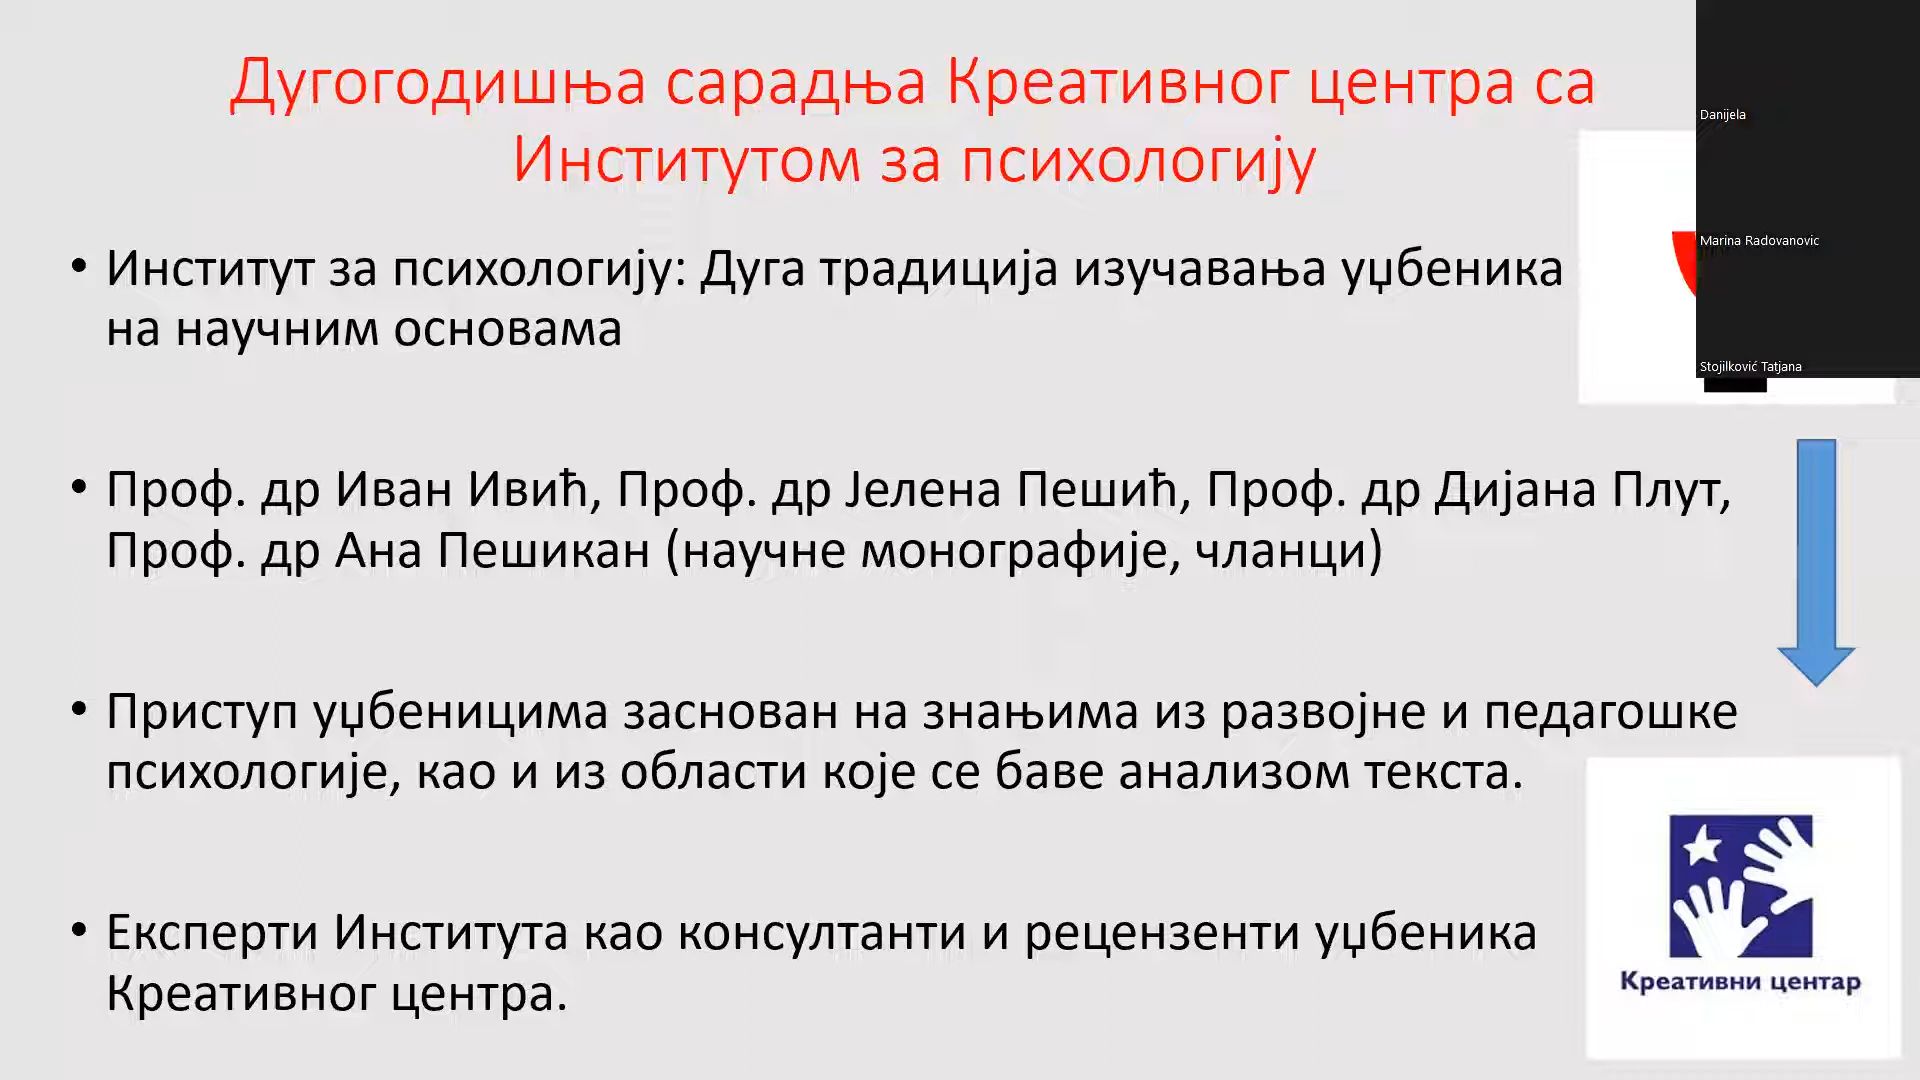 Дугогодишња сарадња Креативног центра са
Институтом за психологију
Danijela
Marina Radovanovic
Stojilković Tatjana
• Институт за психологију: Дуга традиција изучавања уџбеника
на научним основама
• Проф. др Иван Ивић, Проф. др Јелена Пешић, Проф. др Дијана Плут,
Проф. др Ана Пешикан (научне монографије, чланци)
• Приступ уџбеницима заснован на знањима из развојне и педагошке
психологије, као и из области које се баве анализом текста.
• Експерти Института као консултанти и рецензенти уџбеника
Креативног центра.
Креативни центар